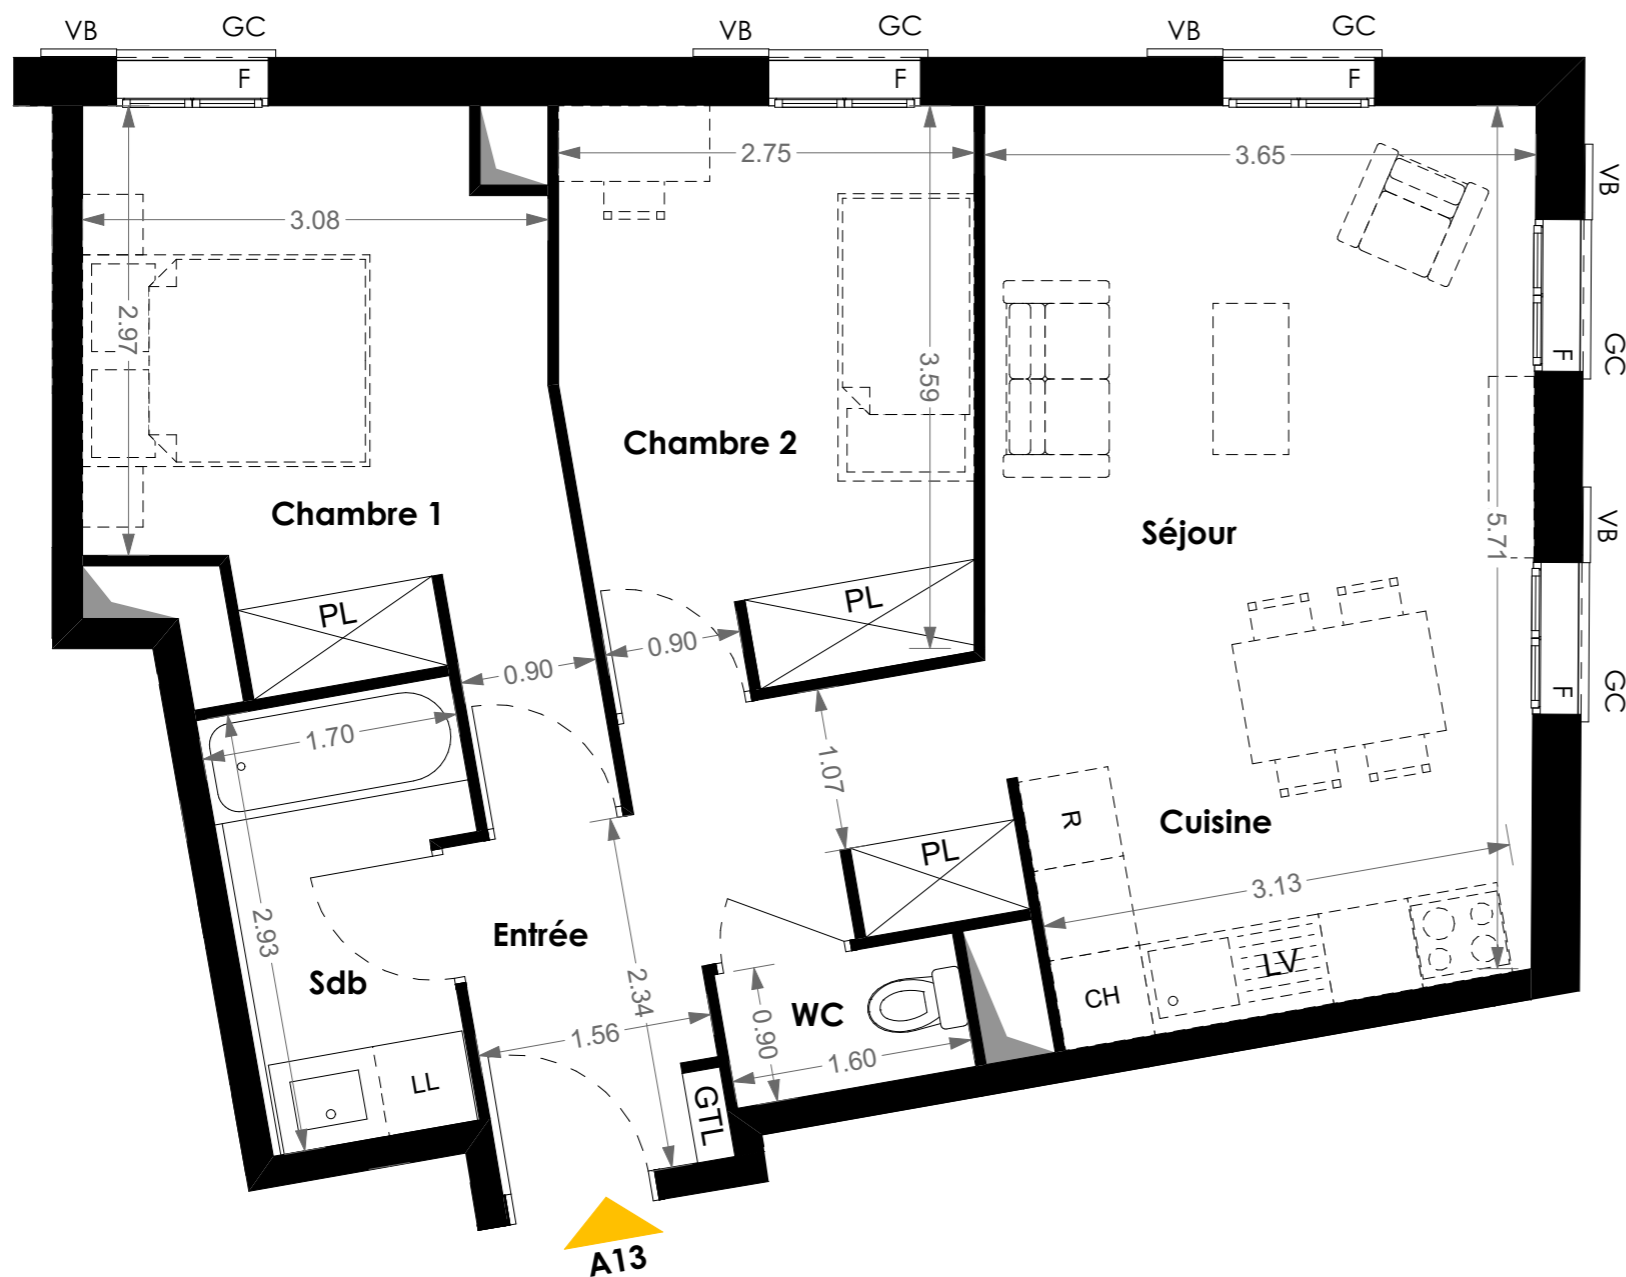 VB
GC
VB
GC
VB
GC
F
F
F
2.75
3.65
VB
3.08
2.97
3.59
F
GC
Chambre 2
Chambre 1
Séjour
5.71
VB
PL
PL
0.90
0.90
F
GC
1.70
1.07
R
Cuisine
PL
3.13
2.93
Entrée
2.34
LV
Sdb
CH
WC
0.90
1.56
1.60
LL
GTL
A13